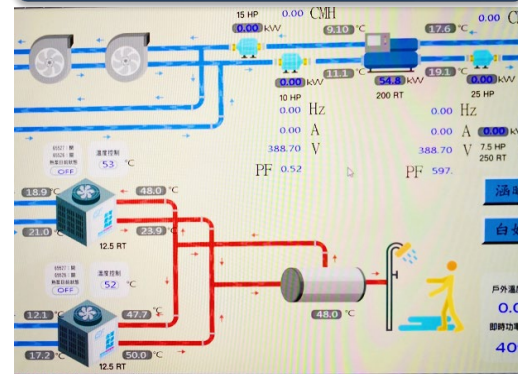 15 HP 0.00 CMH
0.00 kW 9.10 °C 17.6 °C 0.00
0.00 kW 11.1 °C 54.8 kW 19.1 °C 0.00 kW
10 HP 200 RT 25 HP
0.00 Hz 0.00 Hz
0.00 A 0.00 A 0.00
388.70 V 388.70 V 7.5 HP
250 RT
PF 0.52 PF 597.
溫度控制
53 °C
OFF
18.9 °C 48.0 °C
21.0 °C 23.9 °C
12.5 RT
溫度控制
52 °C
OFF
12.1 °C 47.7 °C
17.2 °C 50.0 °C
12.5 RT
48.0 °C
戶外溫
0.0
即時功率
40